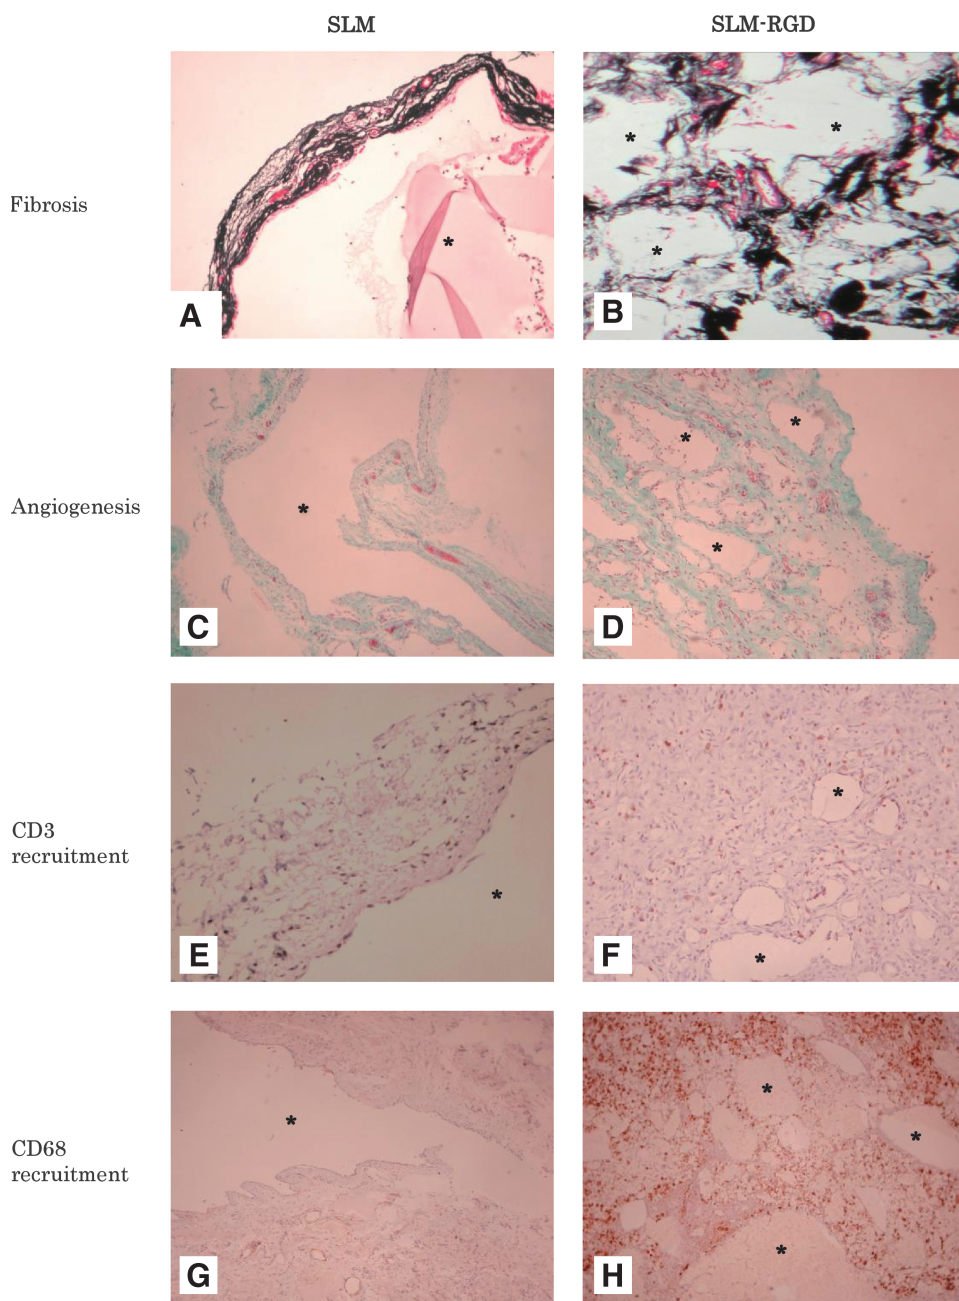 SLM SLM-RGD
Fibrosis
*
*
*
*
A
B
Angiogenesis
*
*
*
*
C
D
CD3
recruitment
*
*
*
E
F
CD68
recruitment
*
*
*
*
G
H